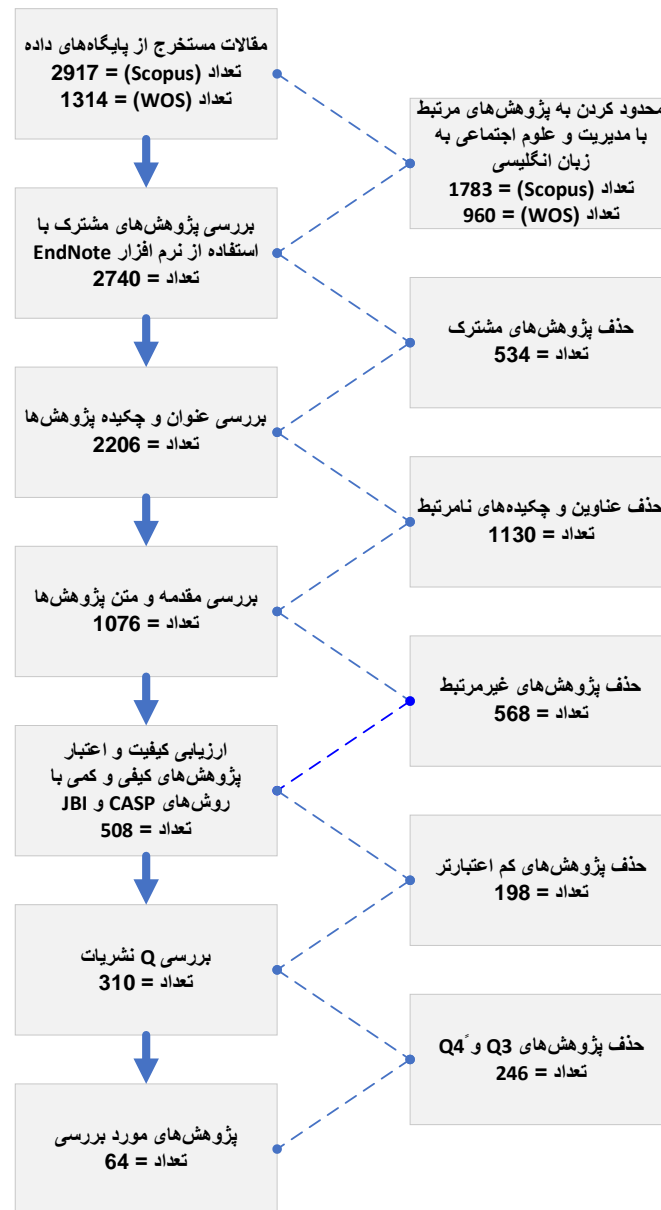 مقالات مستخرج از پایگاه‌های داده
تعداد (Scopus) = 2917
تعداد (WOS) = 1314
محدود کردن به پژوهش‌های مرتبط
با مدیریت و علوم اجتماعی به
زبان انگلیسی
تعداد (Scopus) = 1783
تعداد (WOS) = 960
بررسی پژوهش‌های مشترک با
استفاده از نرم افزار EndNote
تعداد = 2740
حذف پژوهش‌های مشترک
تعداد = 534
بررسی عنوان و چکیده پژوهش‌ها
تعداد = 2206
حذف عناوین و چکیده‌های نامرتبط
تعداد = 1130
بررسی مقدمه و متن پژوهش‌ها
تعداد = 1076
حذف پژوهش‌های غیرمرتبط
تعداد = 568
ارزیابی کیفیت و اعتبار
پژوهش‌های کیفی و کمی با
روش‌های CASP و JBI
تعداد = 508
حذف پژوهش‌های کم اعتبارتر
تعداد = 198
بررسی Q نشریات
تعداد = 310
حذف پژوهش‌های Q3 و ًQ4
تعداد = 246
پژوهش‌های مورد بررسی
تعداد = 64